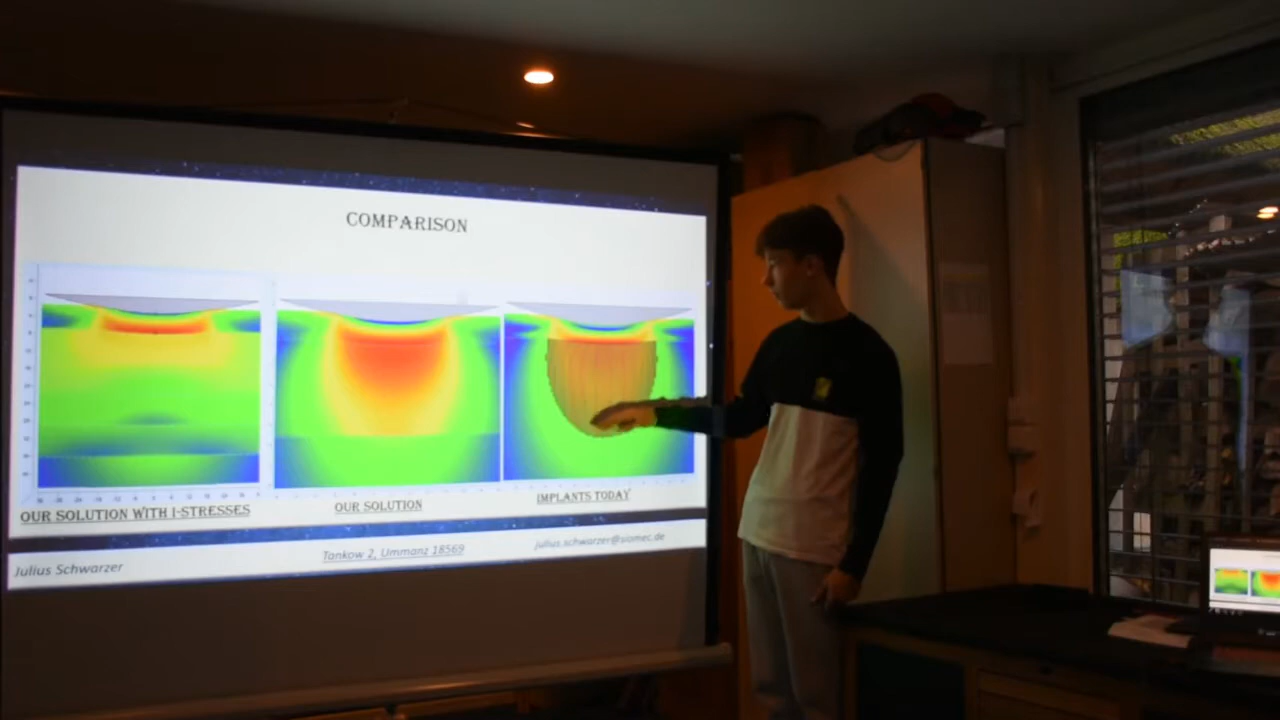 COMPARISON
OUR SOLUTION WITH I-STRESSES
OUR SOLUTION
IMPLANTS TODAY
Julius Schwarzer
Tankow 2, Ummanz 18569
julius.schwarzer@siomec.de